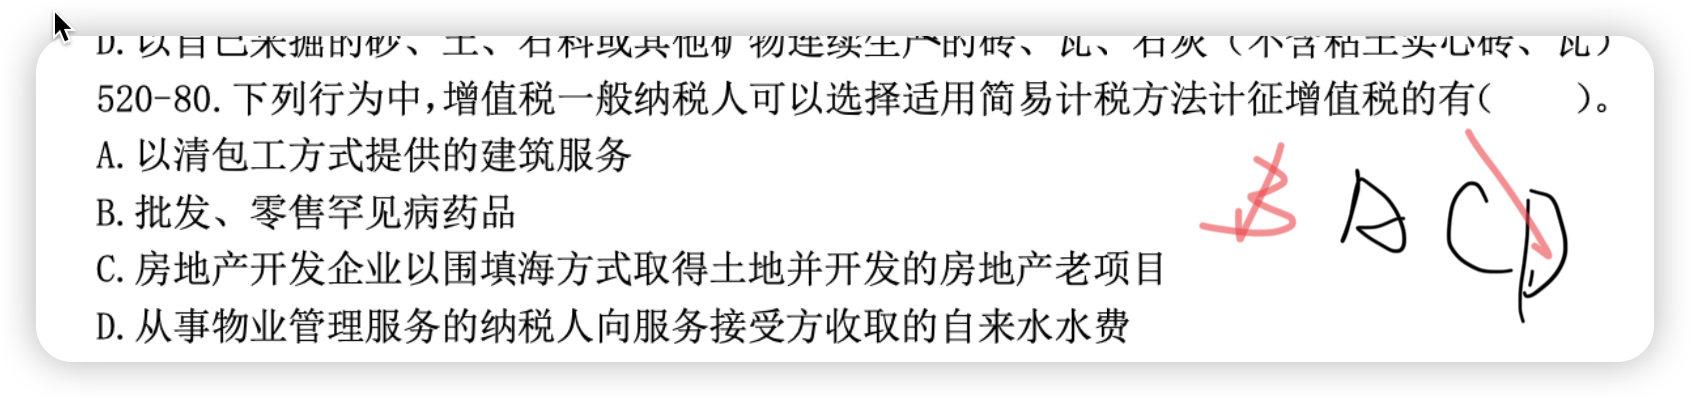 D. 以自己采掘的砂、土、石料或其他矿物连续生产的砖、瓦、石灰（不含粘土实心砖、瓦）
520-80. 下列行为中,增值税一般纳税人可以选择适用简易计税方法计征增值税的有(　　)。
A. 以清包工方式提供的建筑服务
B. 批发、零售罕见病药品
C. 房地产开发企业以围填海方式取得土地并开发的房地产老项目
D. 从事物业管理服务的纳税人向服务接受方收取的自来水水费
B A C D